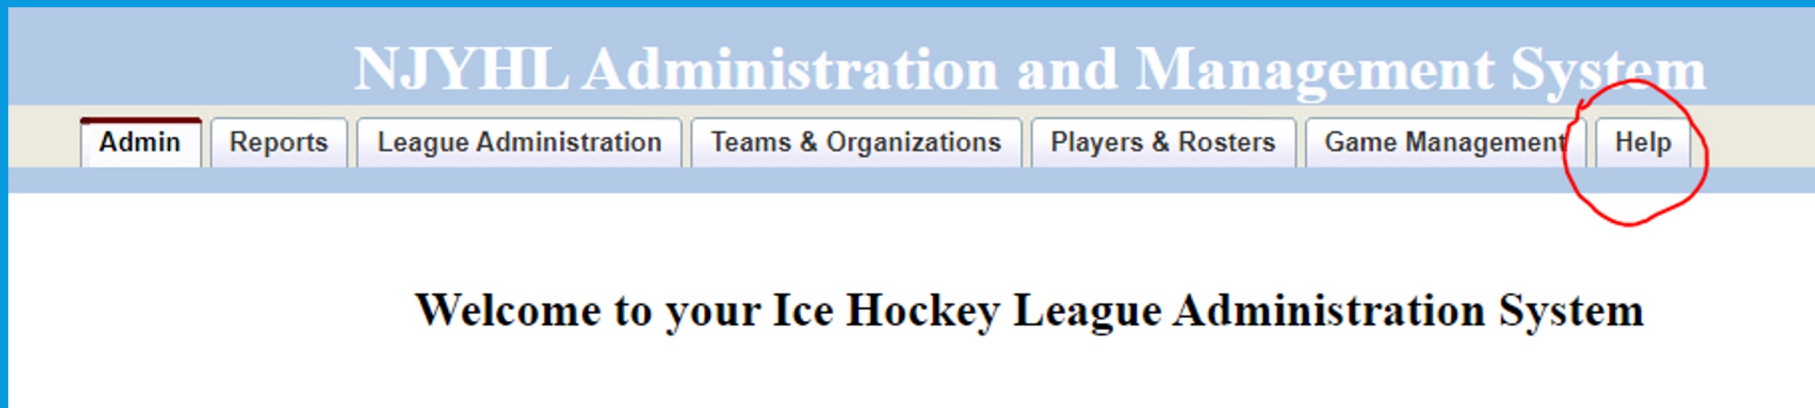 NJYHL Administration and Management System
Admin Reports League Administration Teams & Organizations Players & Rosters Game Management Help
Welcome to your Ice Hockey League Administration System